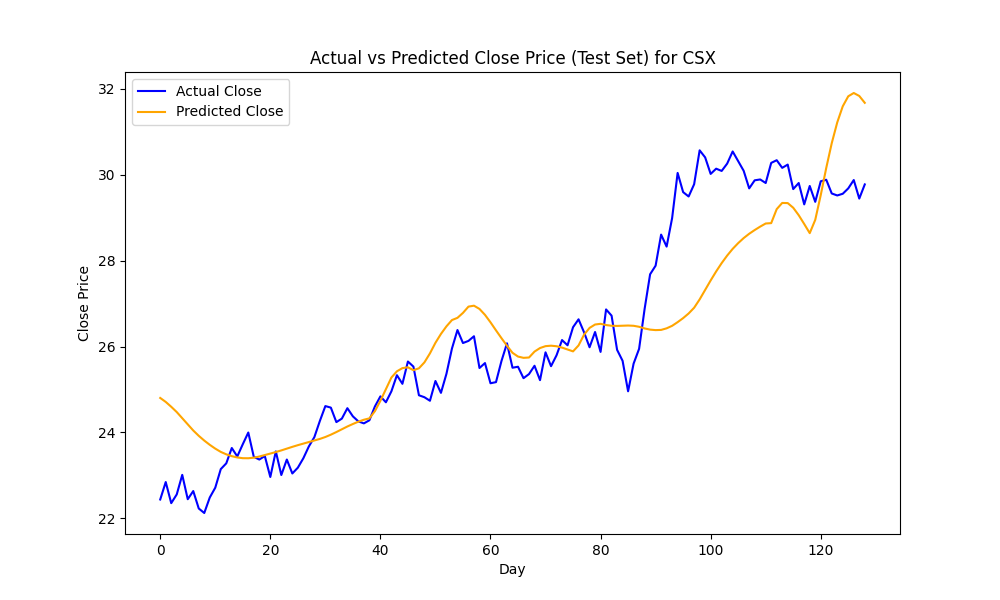 Actual vs Predicted Close Price (Test Set) for CSX
Actual Close
Predicted Close
32
30
28
26
24
22
Close Price
0 20 40 60 80 100 120
Day